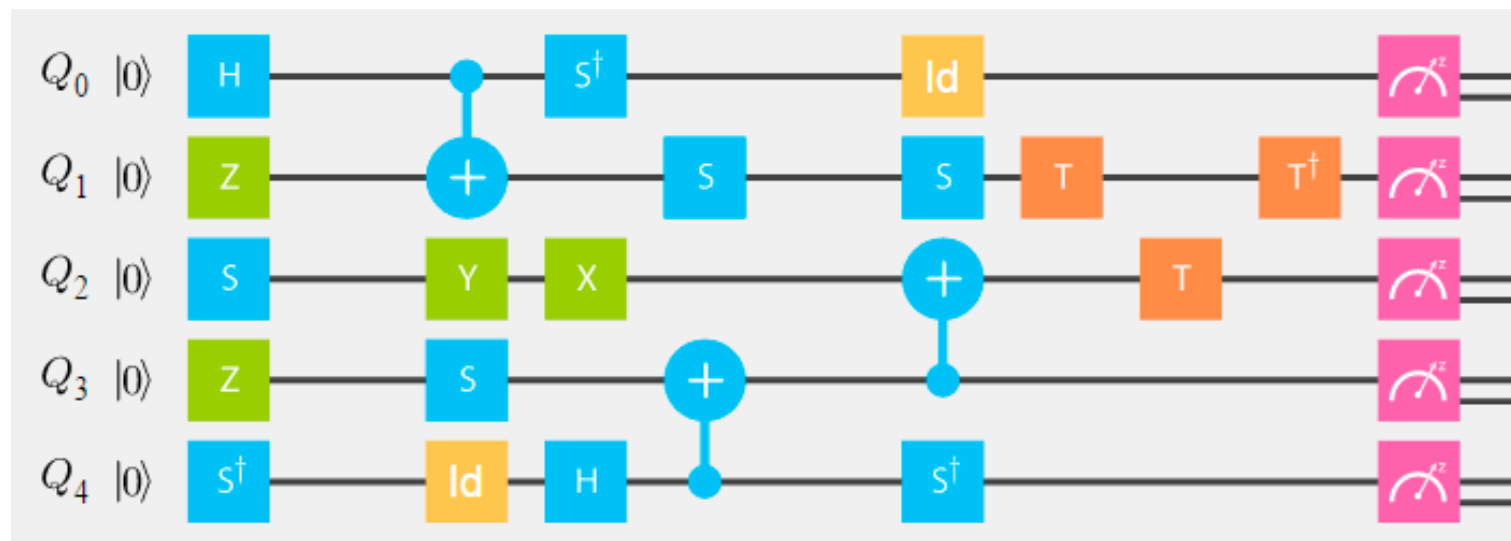 Q₀ |0⟩ H S† Id z
Q₁ |0⟩ Z + S S T T† z
Q₂ |0⟩ S Y X + T z
Q₃ |0⟩ Z S + z
Q₄ |0⟩ S† Id H S† z